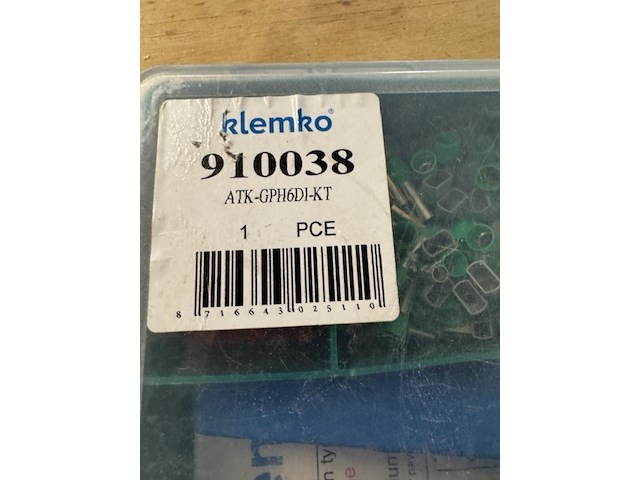 klemko®
910038
ATK-GPH6DI-KT
1 PCE
8 716643 025110